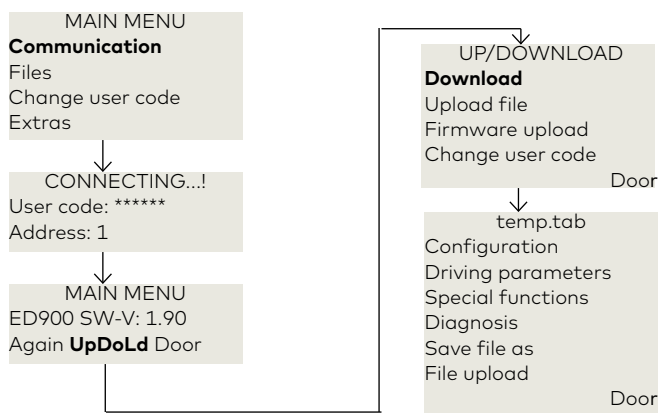 MAIN MENU
Communication
Files
Change user code
Extras
CONNECTING...!
User code: ******
Address: 1
MAIN MENU
ED900 SW-V: 1.90
Again UpDoLd Door
UP/DOWNLOAD
Download
Upload file
Firmware upload
Change user code
Door
temp.tab
Configuration
Driving parameters
Special functions
Diagnosis
Save file as
File upload
Door